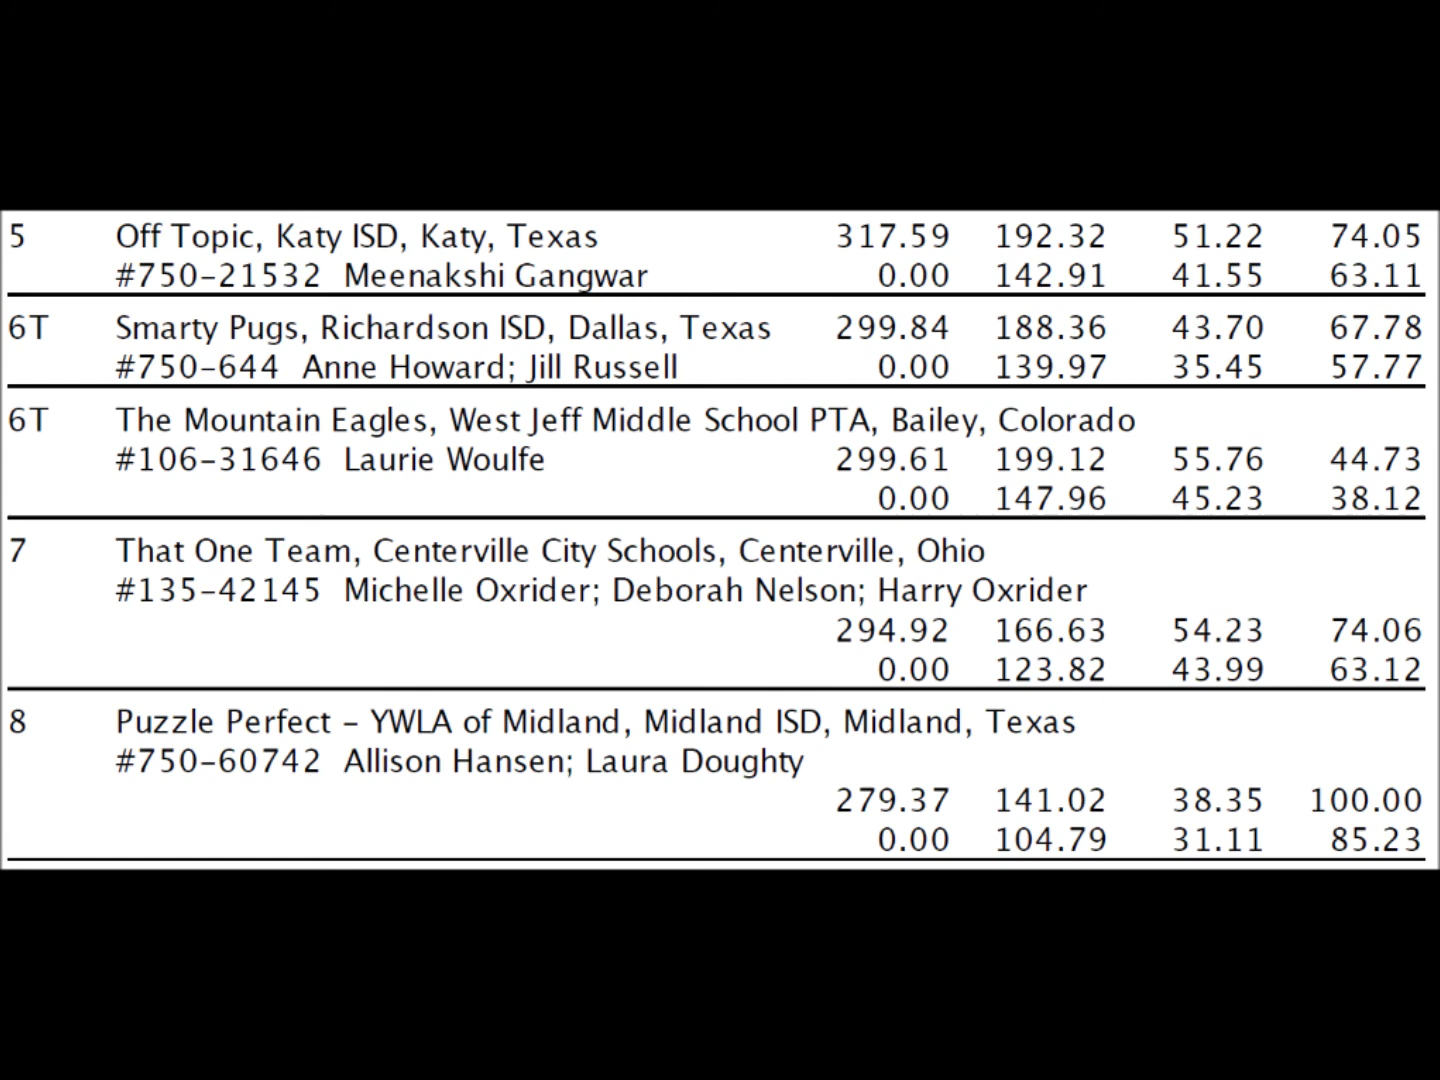 5 Off Topic, Katy ISD, Katy, Texas 317.59 192.32 51.22 74.05
#750-21532 Meenakshi Gangwar 0.00 142.91 41.55 63.11
6T Smarty Pugs, Richardson ISD, Dallas, Texas 299.84 188.36 43.70 67.78
#750-644 Anne Howard; Jill Russell 0.00 139.97 35.45 57.77
6T The Mountain Eagles, West Jeff Middle School PTA, Bailey, Colorado
#106-31646 Laurie Woulfe 299.61 199.12 55.76 44.73
0.00 147.96 45.23 38.12
7 That One Team, Centerville City Schools, Centerville, Ohio
#135-42145 Michelle Oxrider; Deborah Nelson; Harry Oxrider
294.92 166.63 54.23 74.06
0.00 123.82 43.99 63.12
8 Puzzle Perfect - YWLA of Midland, Midland ISD, Midland, Texas
#750-60742 Allison Hansen; Laura Doughty
279.37 141.02 38.35 100.00
0.00 104.79 31.11 85.23